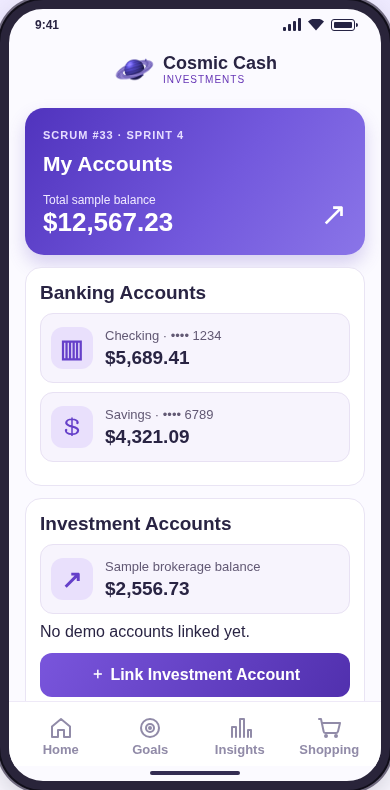 9:41
Cosmic Cash
INVESTMENTS
SCRUM #33 · SPRINT 4
My Accounts
Total sample balance
$12,567.23
Banking Accounts
Checking · •••• 1234
$5,689.41
Savings · •••• 6789
$4,321.09
Investment Accounts
Sample brokerage balance
$2,556.73
No demo accounts linked yet.
+ Link Investment Account
Home Goals Insights Shopping